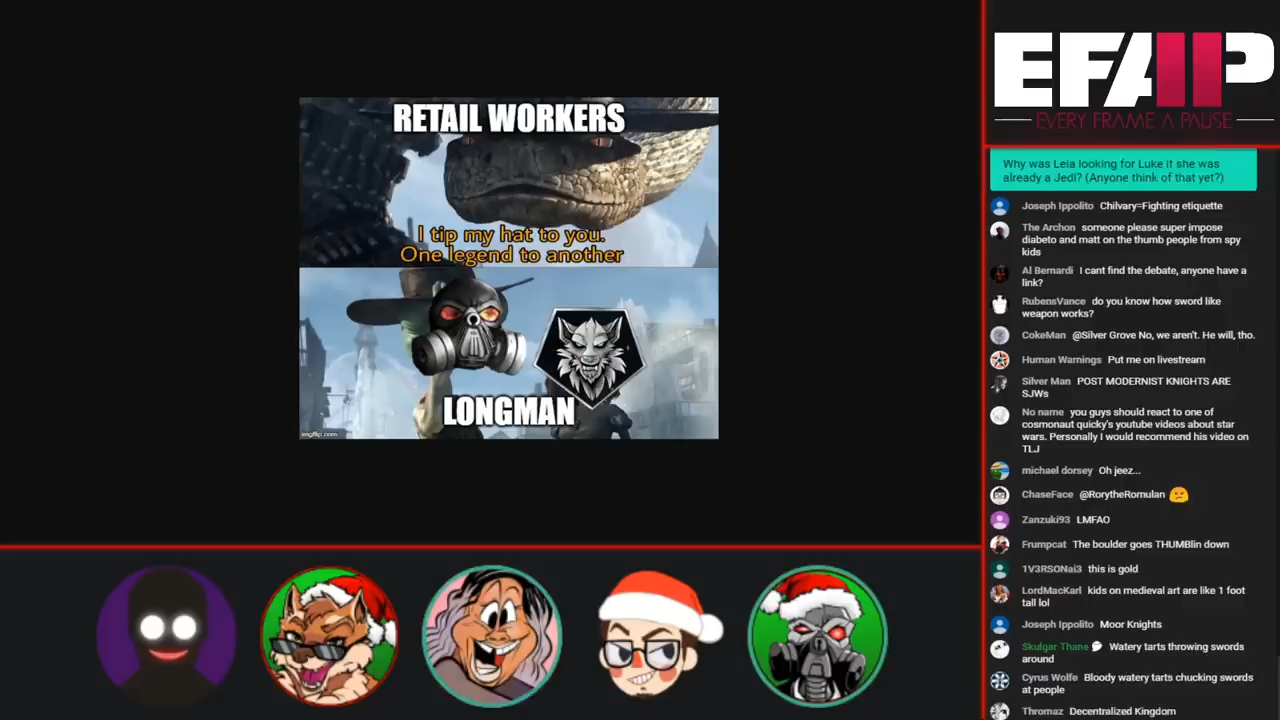 RETAIL WORKERS
I tip my hat to you.
One legend to another
LONGMAN
imgflip.com
EFAP
EVERY FRAME A PAUSE
Why was Leia looking for Luke if she was
already a Jedi? (Anyone think of that yet?)
Joseph Ippolito Chilvary=Fighting etiquette
The Archon someone please super impose
diabeto and matt on the thumb people from spy
kids
Al Bernardi I cant find the debate, anyone have a
link?
RubensVance do you know how sword like
weapon works?
CokeMan @Silver Grove No, we aren't. He will, tho.
Human Warnings Put me on livestream
Silver Man POST MODERNIST KNIGHTS ARE
SJWs
No name you guys should react to one of
cosmonaut quicky's youtube videos about star
wars. Personally I would recommend his video on
TLJ
michael dorsey Oh jeez...
ChaseFace @RorytheRomulan
Zanzuki93 LMFAO
Frumpcat The boulder goes THUMBlin down
1V3RSONai3 this is gold
LordMacKarl kids on medieval art are like 1 foot
tall lol
Joseph Ippolito Moor Knights
Skulgar Thane Watery tarts throwing swords
around
Cyrus Wolfe Bloody watery tarts chucking swords
at people
Thromaz Decentralized Kingdom